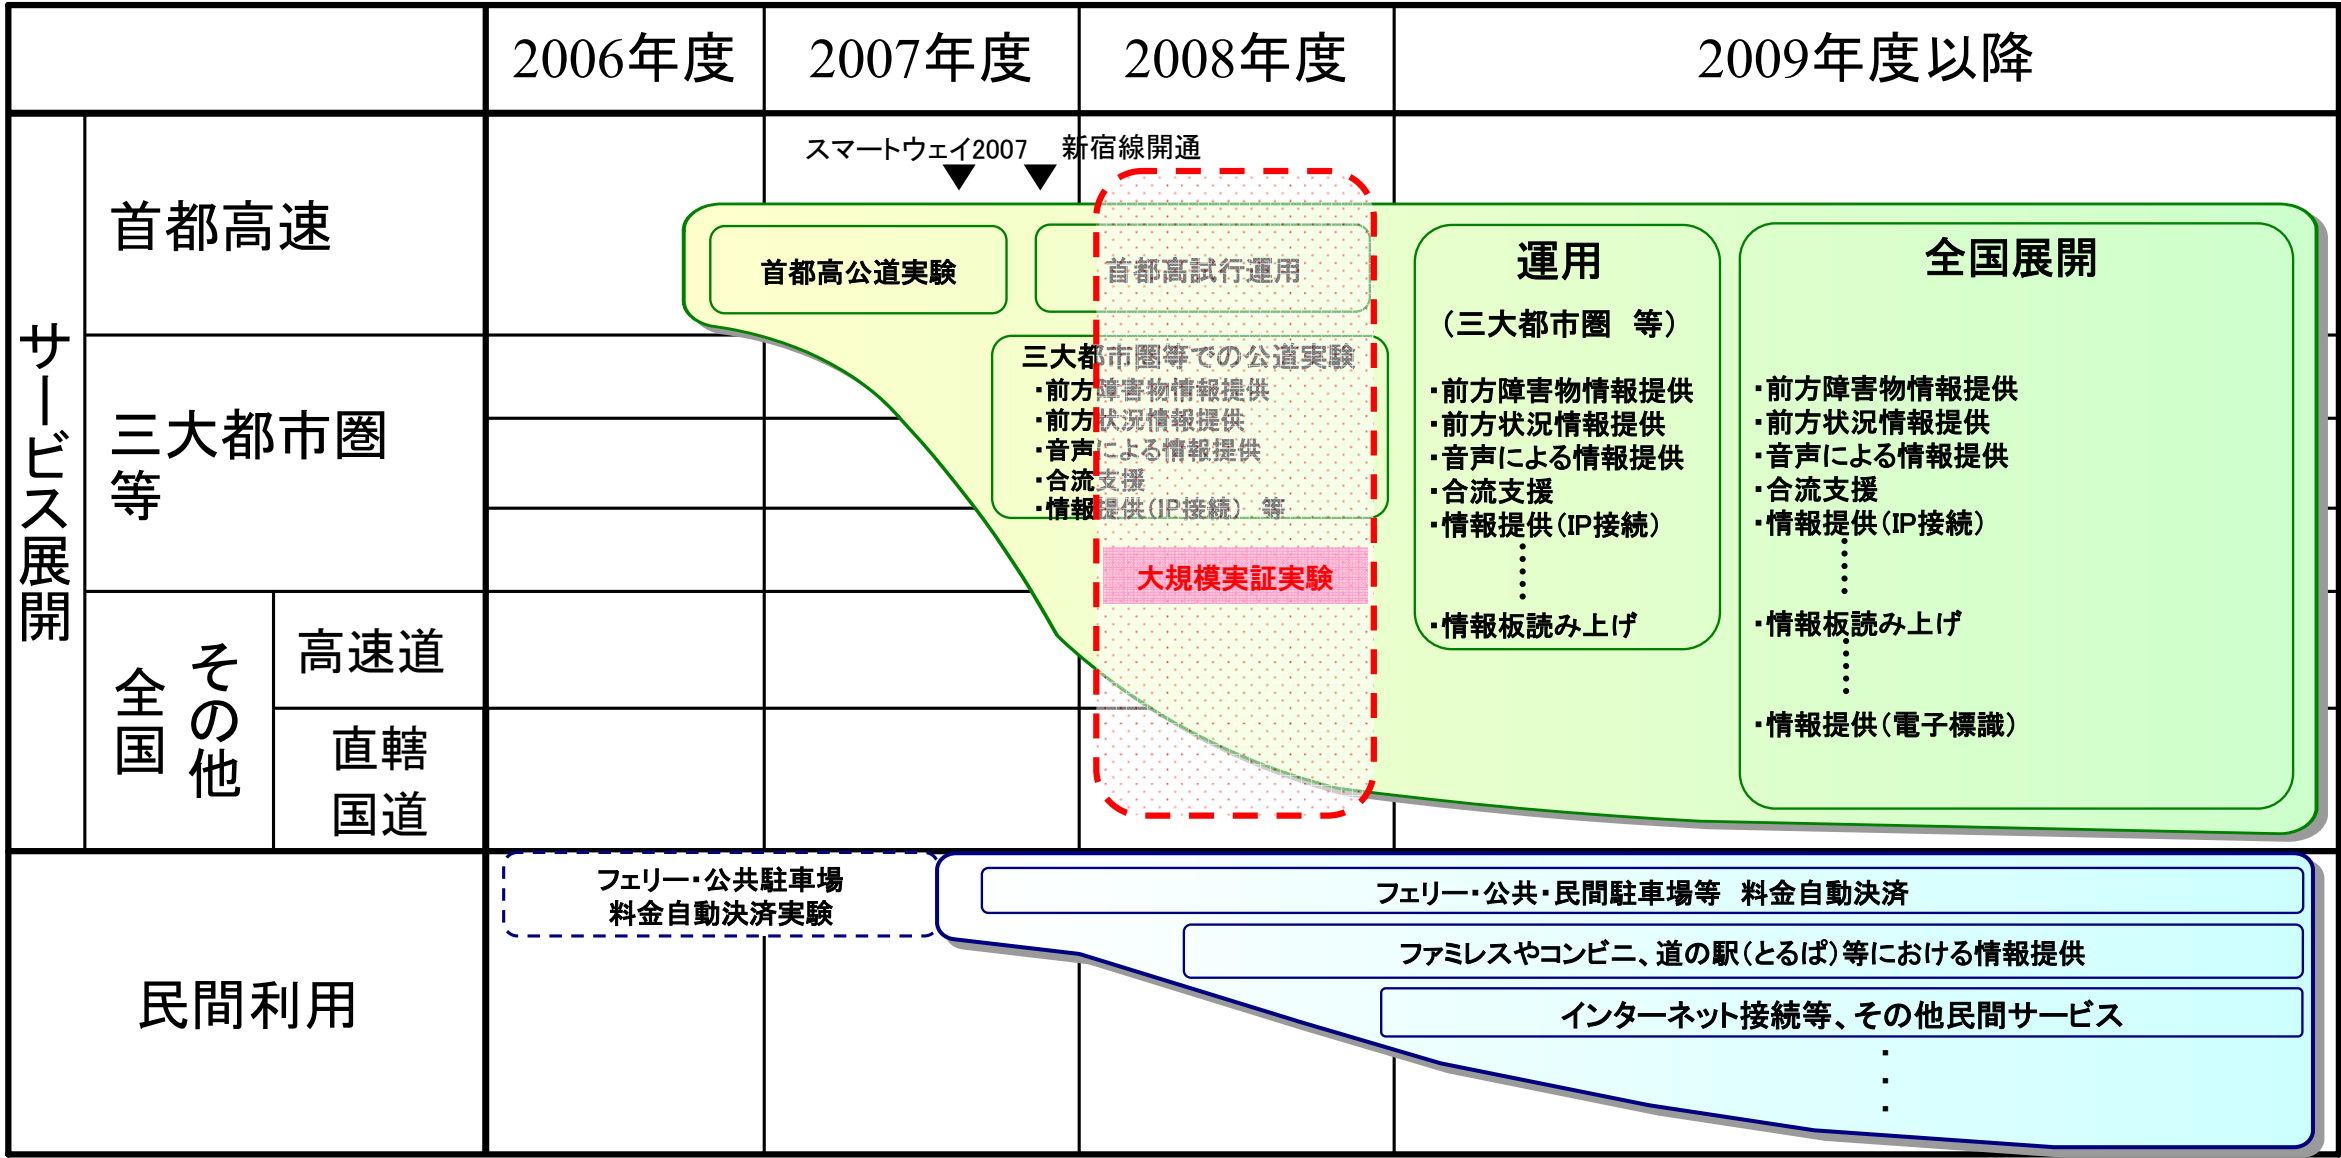 2006年度
2007年度
2008年度
2009年度以降
サービス展開
首都高速
三大都市圏
等
全国
その他
高速道
直轄
国道
民間利用
スマートウェイ2007
新宿線開通
首都高公道実験
首都高試行運用
三大都市圏等での公道実験
・前方障害物情報提供
・前方状況情報提供
・音声による情報提供
・合流支援
・情報提供(IP接続) 等
大規模実証実験
運用
(三大都市圏 等)
・前方障害物情報提供
・前方状況情報提供
・音声による情報提供
・合流支援
・情報提供(IP接続)
・情報板読み上げ
全国展開
・前方障害物情報提供
・前方状況情報提供
・音声による情報提供
・合流支援
・情報提供(IP接続)
・情報板読み上げ
・情報提供(電子標識)
フェリー・公共駐車場
料金自動決済実験
フェリー・公共・民間駐車場等 料金自動決済
ファミレスやコンビニ、道の駅(とるぱ)等における情報提供
インターネット接続等、その他民間サービス